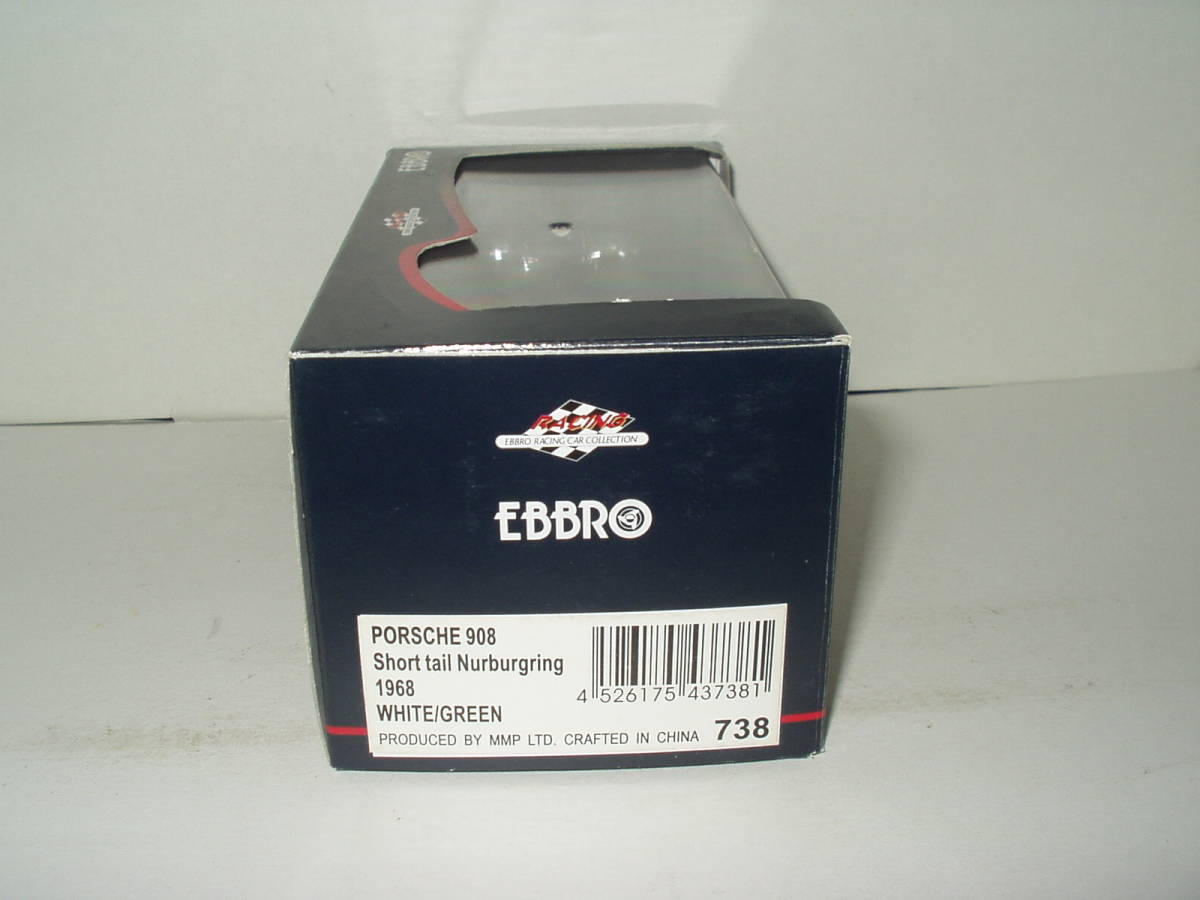 EBBRO
RACING
EBBRO RACING CAR COLLECTION
EBBRO
PORSCHE 908
Short tail Nurburgring
1968
WHITE/GREEN
4 526175 437381
PRODUCED BY MMP LTD. CRAFTED IN CHINA 738